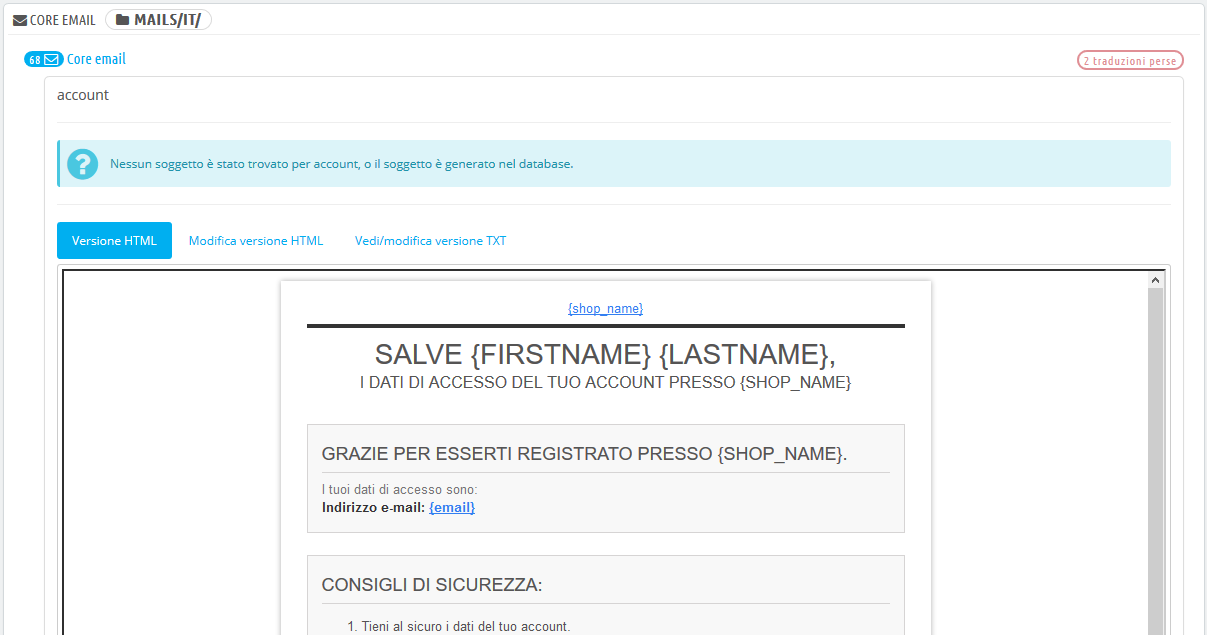 CORE EMAIL MAILS/IT/
68 Core email
2 traduzioni perse
account
Nessun soggetto è stato trovato per account, o il soggetto è generato nel database.
Versione HTML Modifica versione HTML Vedi/modifica versione TXT
{shop_name}
SALVE {FIRSTNAME} {LASTNAME},
I DATI DI ACCESSO DEL TUO ACCOUNT PRESSO {SHOP_NAME}
GRAZIE PER ESSERTI REGISTRATO PRESSO {SHOP_NAME}.
I tuoi dati di accesso sono:
Indirizzo e-mail: {email}
CONSIGLI DI SICUREZZA:
1. Tieni al sicuro i dati del tuo account.